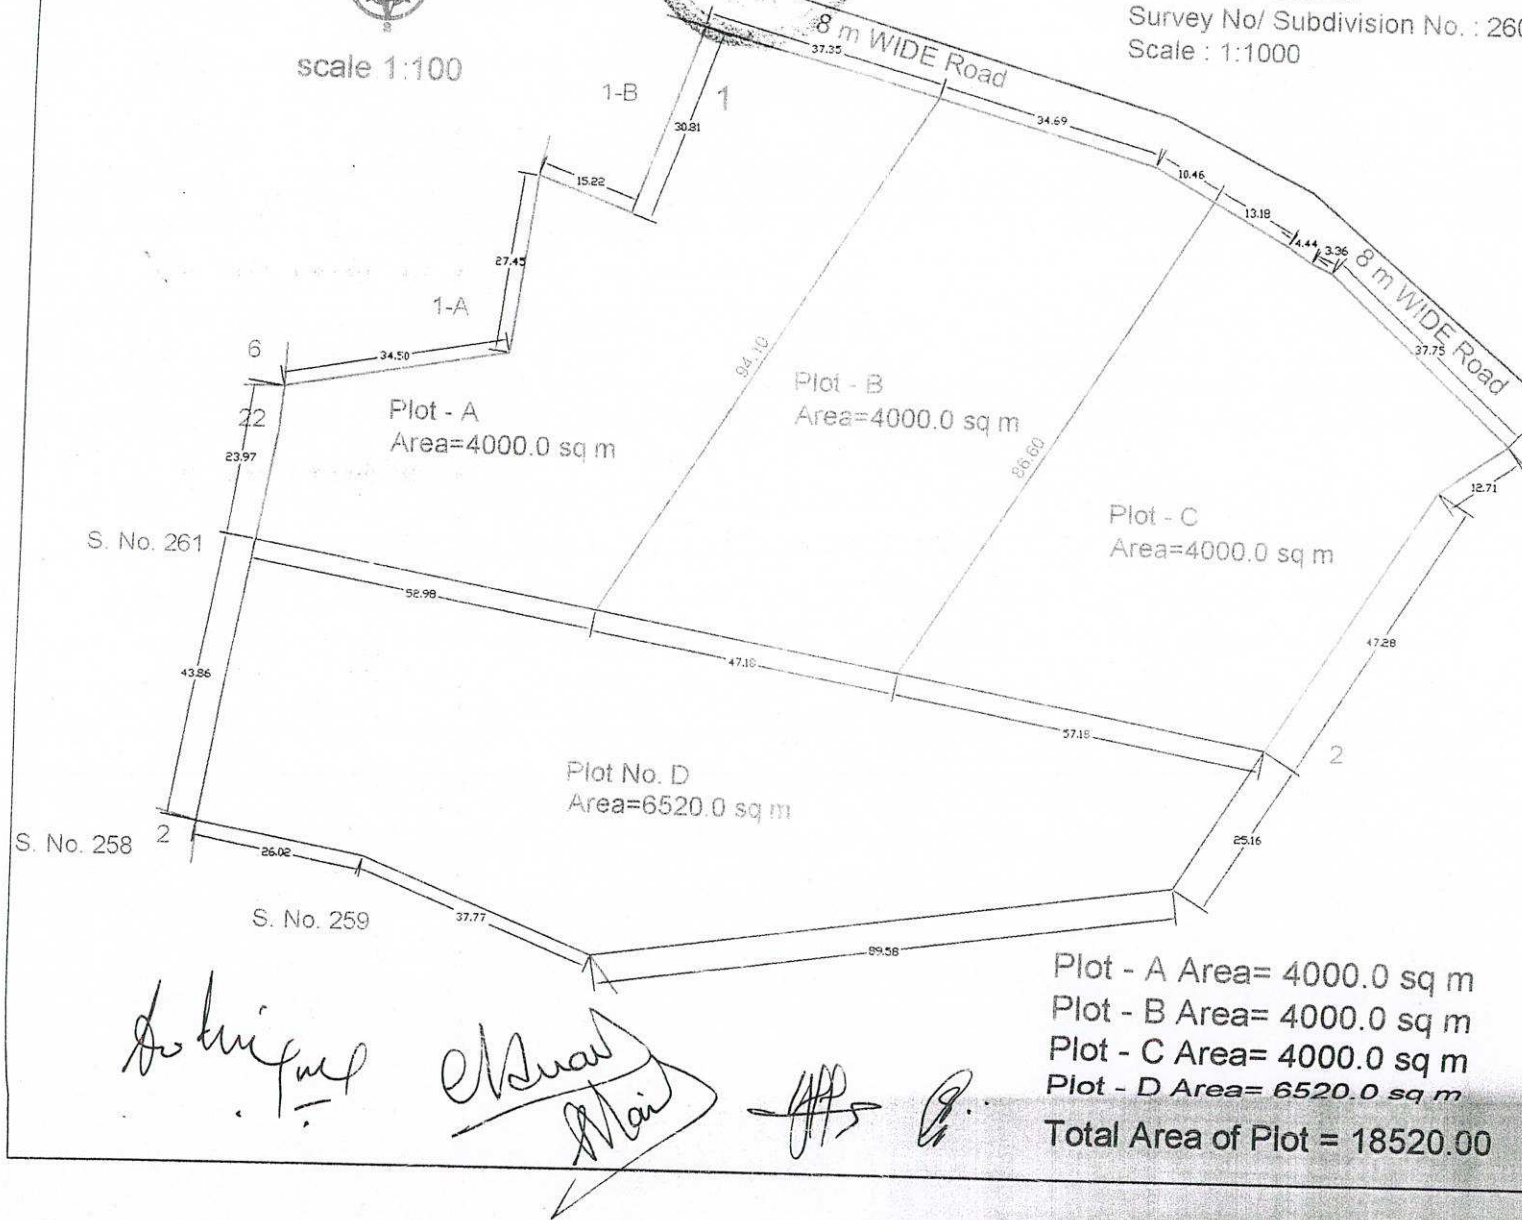 S
scale 1:100
Survey No/ Subdivision No. : 260
Scale : 1:1000
8 m WIDE Road
37.35
1-B
1
30.81
34.69
15.22
10.46
13.18
4.44
3.36
8 m WIDE Road
27.45
1-A
37.75
6
34.50
94.10
Plot - B
Area=4000.0 sq m
22
Plot - A
Area=4000.0 sq m
23.97
86.60
12.71
Plot - C
Area=4000.0 sq m
S. No. 261
52.98
47.18
47.28
43.86
57.18
2
Plot No. D
Area=6520.0 sq m
S. No. 258
2
26.02
25.16
S. No. 259
37.77
89.58
Plot - A Area= 4000.0 sq m
Plot - B Area= 4000.0 sq m
Plot - C Area= 4000.0 sq m
Plot - D Area= 6520.0 sq m
Total Area of Plot = 18520.00